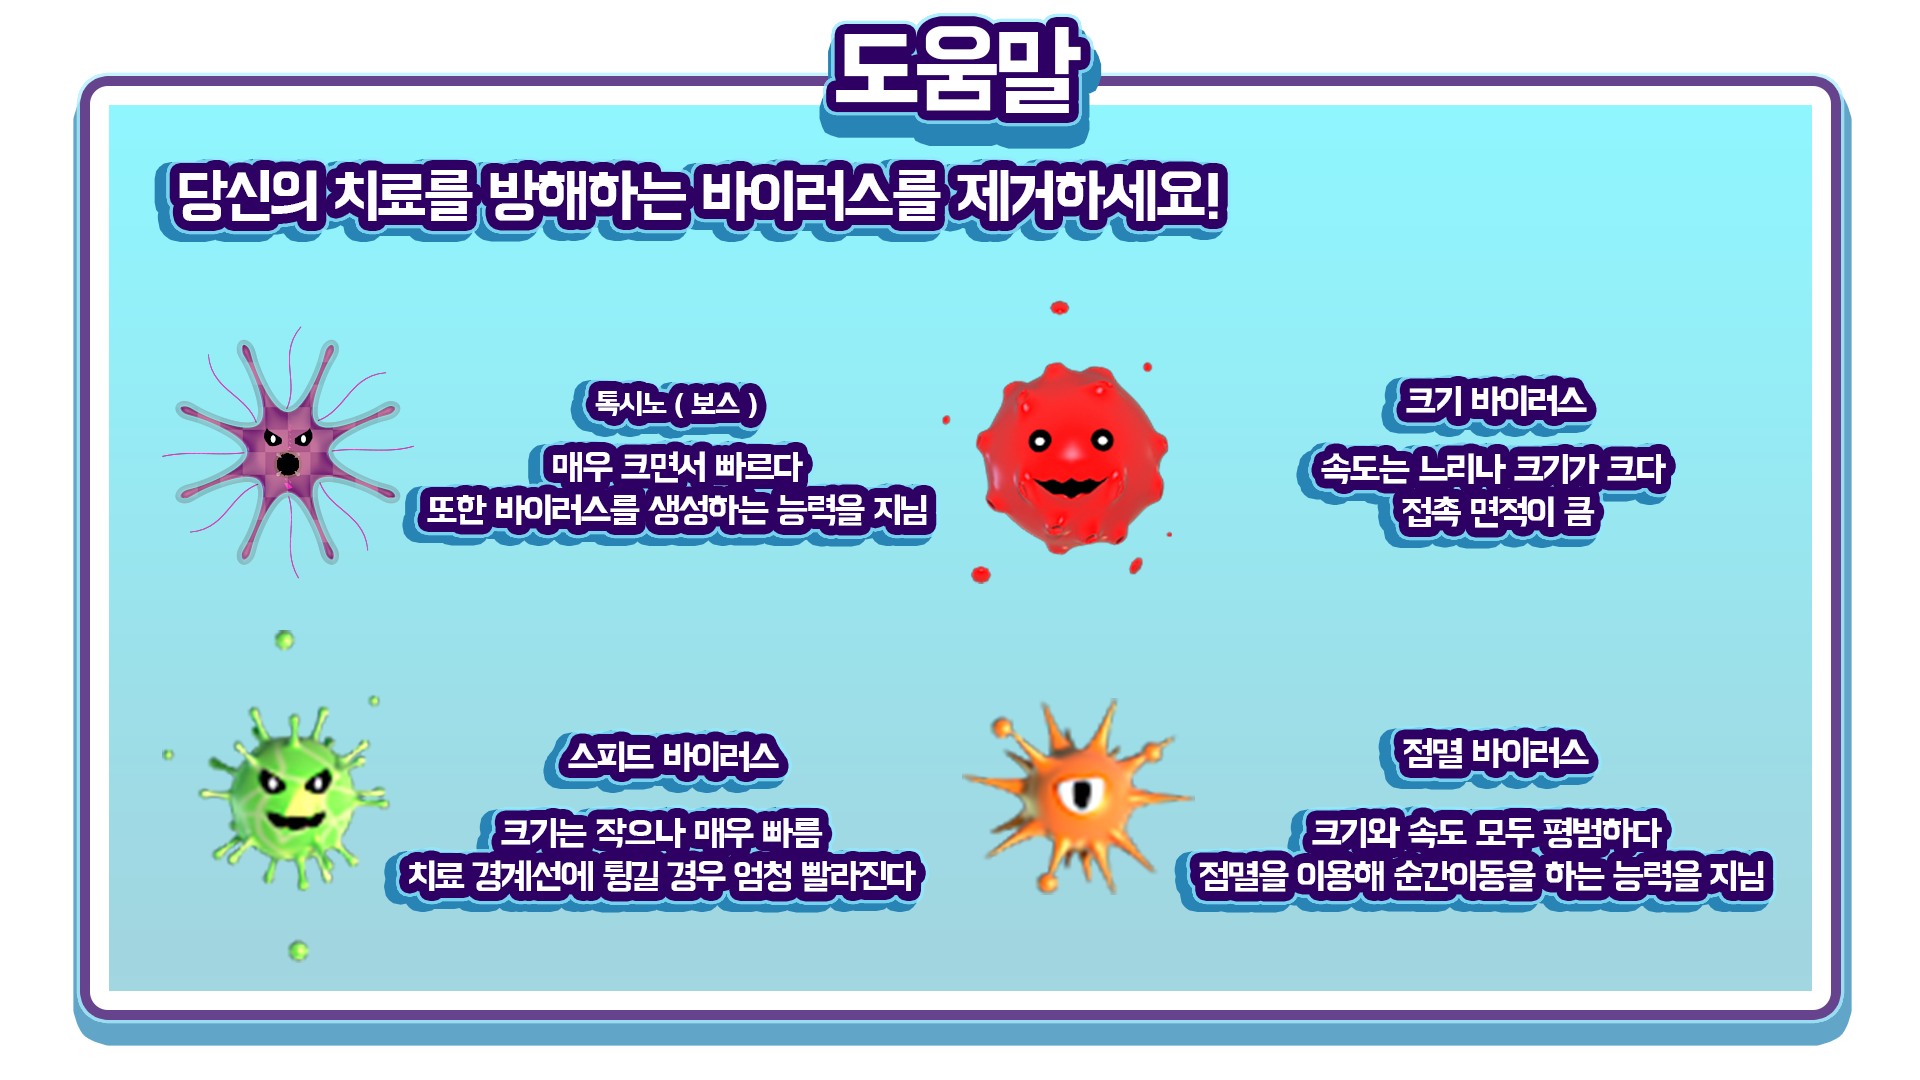 도움말
당신의 치료를 방해하는 바이러스를 제거하세요!
톡시노 ( 보스 )
매우 크면서 빠르다
또한 바이러스를 생성하는 능력을 지님
크기 바이러스
속도는 느리나 크기가 크다
접촉 면적이 큼
스피드 바이러스
크기는 작으나 매우 빠름
치료 경계선에 튕길 경우 엄청 빨라진다
점멸 바이러스
크기와 속도 모두 평범하다
점멸을 이용해 순간이동을 하는 능력을 지님